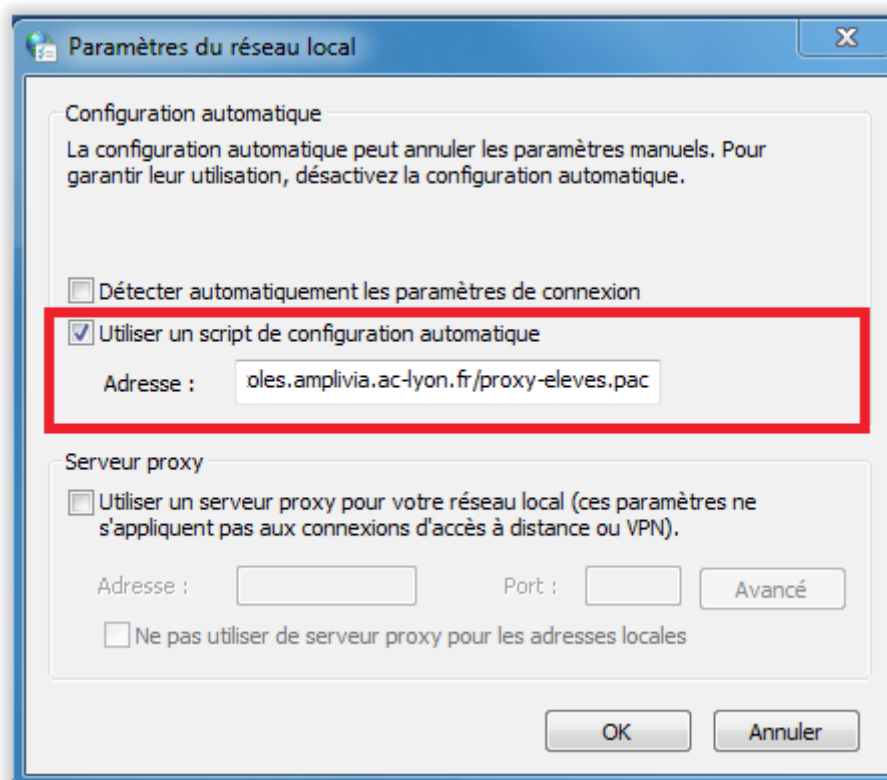 Paramètres du réseau local
Configuration automatique
La configuration automatique peut annuler les paramètres manuels. Pour
garantir leur utilisation, désactivez la configuration automatique.
Détecter automatiquement les paramètres de connexion
Utiliser un script de configuration automatique
Adresse : oles.amplivia.ac-lyon.fr/proxy-eleves.pac
Serveur proxy
Utiliser un serveur proxy pour votre réseau local (ces paramètres ne
s'appliquent pas aux connexions d'accès à distance ou VPN).
Adresse : Port : Avancé
Ne pas utiliser de serveur proxy pour les adresses locales
OK Annuler